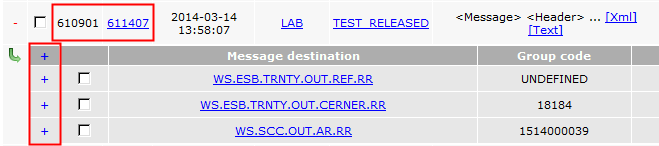 - 610901 611407 2014-03-14 13:58:07 LAB TEST_RELEASED <Message> <Header> ... [Xml] [Text]
+ Message destination Group code
+ WS.ESB.TRNTY.OUT.REF.RR UNDEFINED
+ WS.ESB.TRNTY.OUT.CERNER.RR 18184
+ WS.SCC.OUT.AR.RR 1514000039